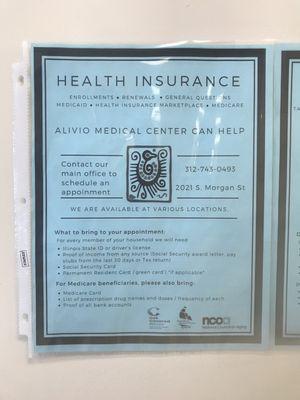 HEALTH INSURANCE
ENROLLMENTS • RENEWALS • GENERAL QUESTIONS
MEDICAID • HEALTH INSURANCE MARKETPLACE • MEDICARE
ALIVIO MEDICAL CENTER CAN HELP
Contact our
main office to
schedule an
appoinment
312-743-0493
2021 S. Morgan St
WE ARE AVAILABLE AT VARIOUS LOCATIONS.
What to bring to your appointment:
For every member of your household we will need
• Illinois State ID or driver's license
• Proof of income from any source (Social Security award letter, pay
stubs from the last 30 days or Tax return)
• Social Security Card
• Permanent Resident Card ("green card"), "if applicable"
For Medicare beneficiaries, please also bring:
• Medicare Card
• List of prescription drug names and doses / frequency of each
• Proof of all bank accounts
ncoa
National Council on Aging